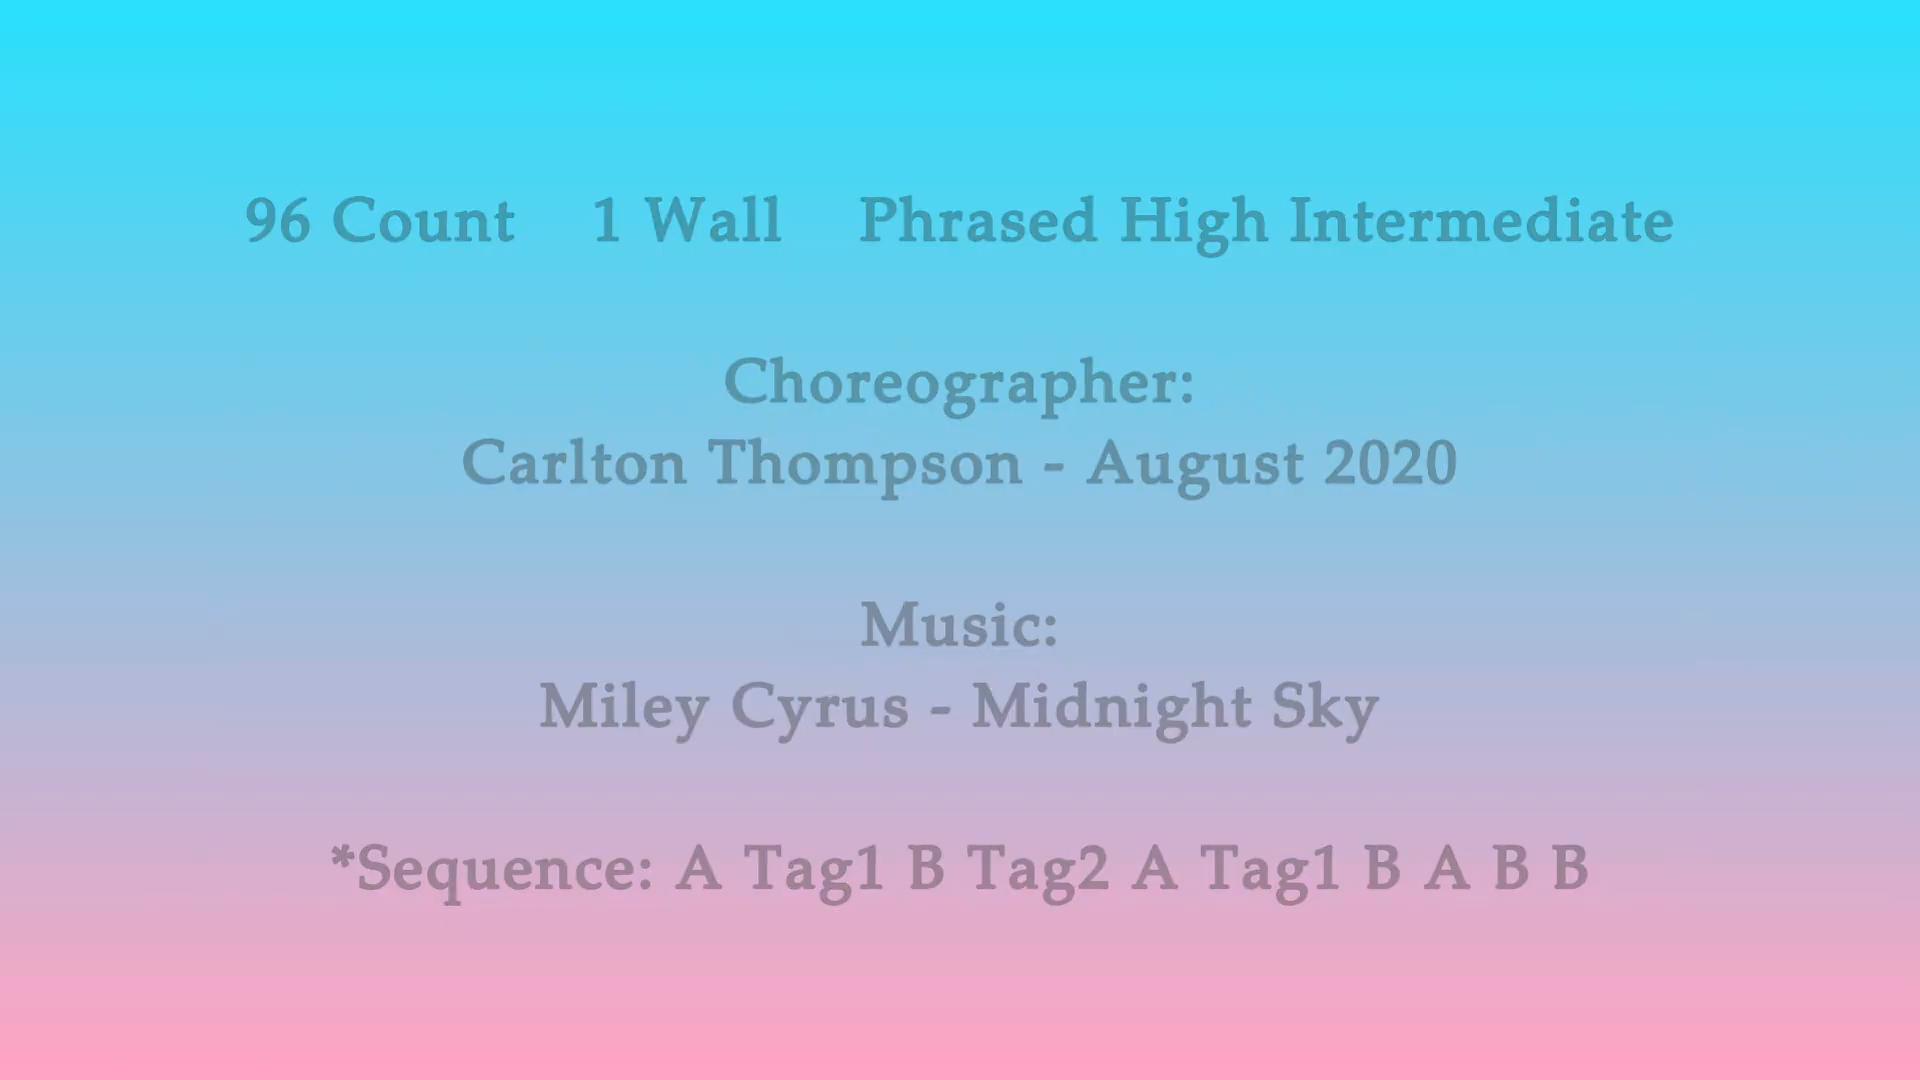 96 Count 1 Wall Phrased High Intermediate
Choreographer:
Carlton Thompson - August 2020
Music:
Miley Cyrus - Midnight Sky
*Sequence: A Tag1 B Tag2 A Tag1 B A B B